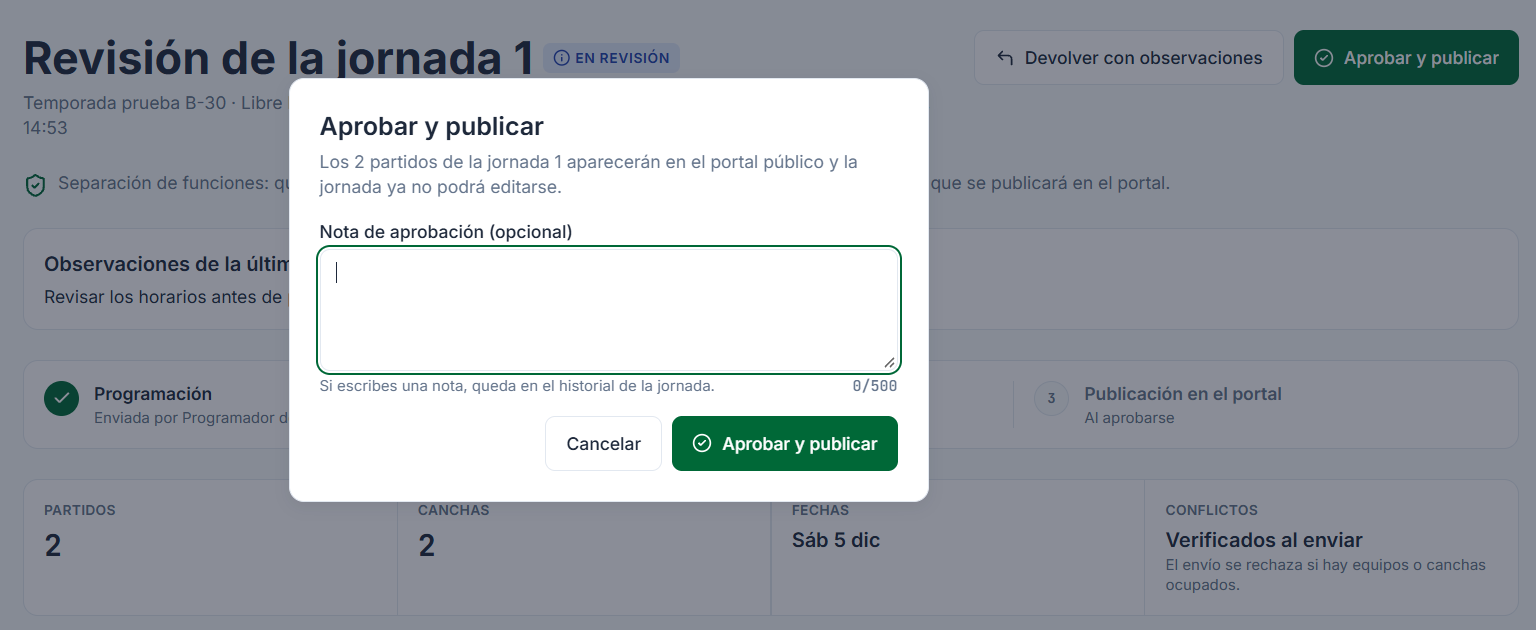 Revisión de la jornada 1
EN REVISIÓN
Devolver con observaciones
Aprobar y publicar
Temporada prueba B-30 · Libre
14:53
Separación de funciones:
que se publicará en el portal.
Observaciones de la
Revisar los horarios antes de
Aprobar y publicar
Los 2 partidos de la jornada 1 aparecerán en el portal público y la
jornada ya no podrá editarse.
Nota de aprobación (opcional)
Si escribes una nota, queda en el historial de la jornada.
0/500
Cancelar
Aprobar y publicar
Programación
Enviada por Programador
3
Publicación en el portal
Al aprobarse
PARTIDOS
2
CANCHAS
2
FECHAS
Sáb 5 dic
CONFLICTOS
Verificados al enviar
El envío se rechaza si hay equipos o canchas
ocupados.